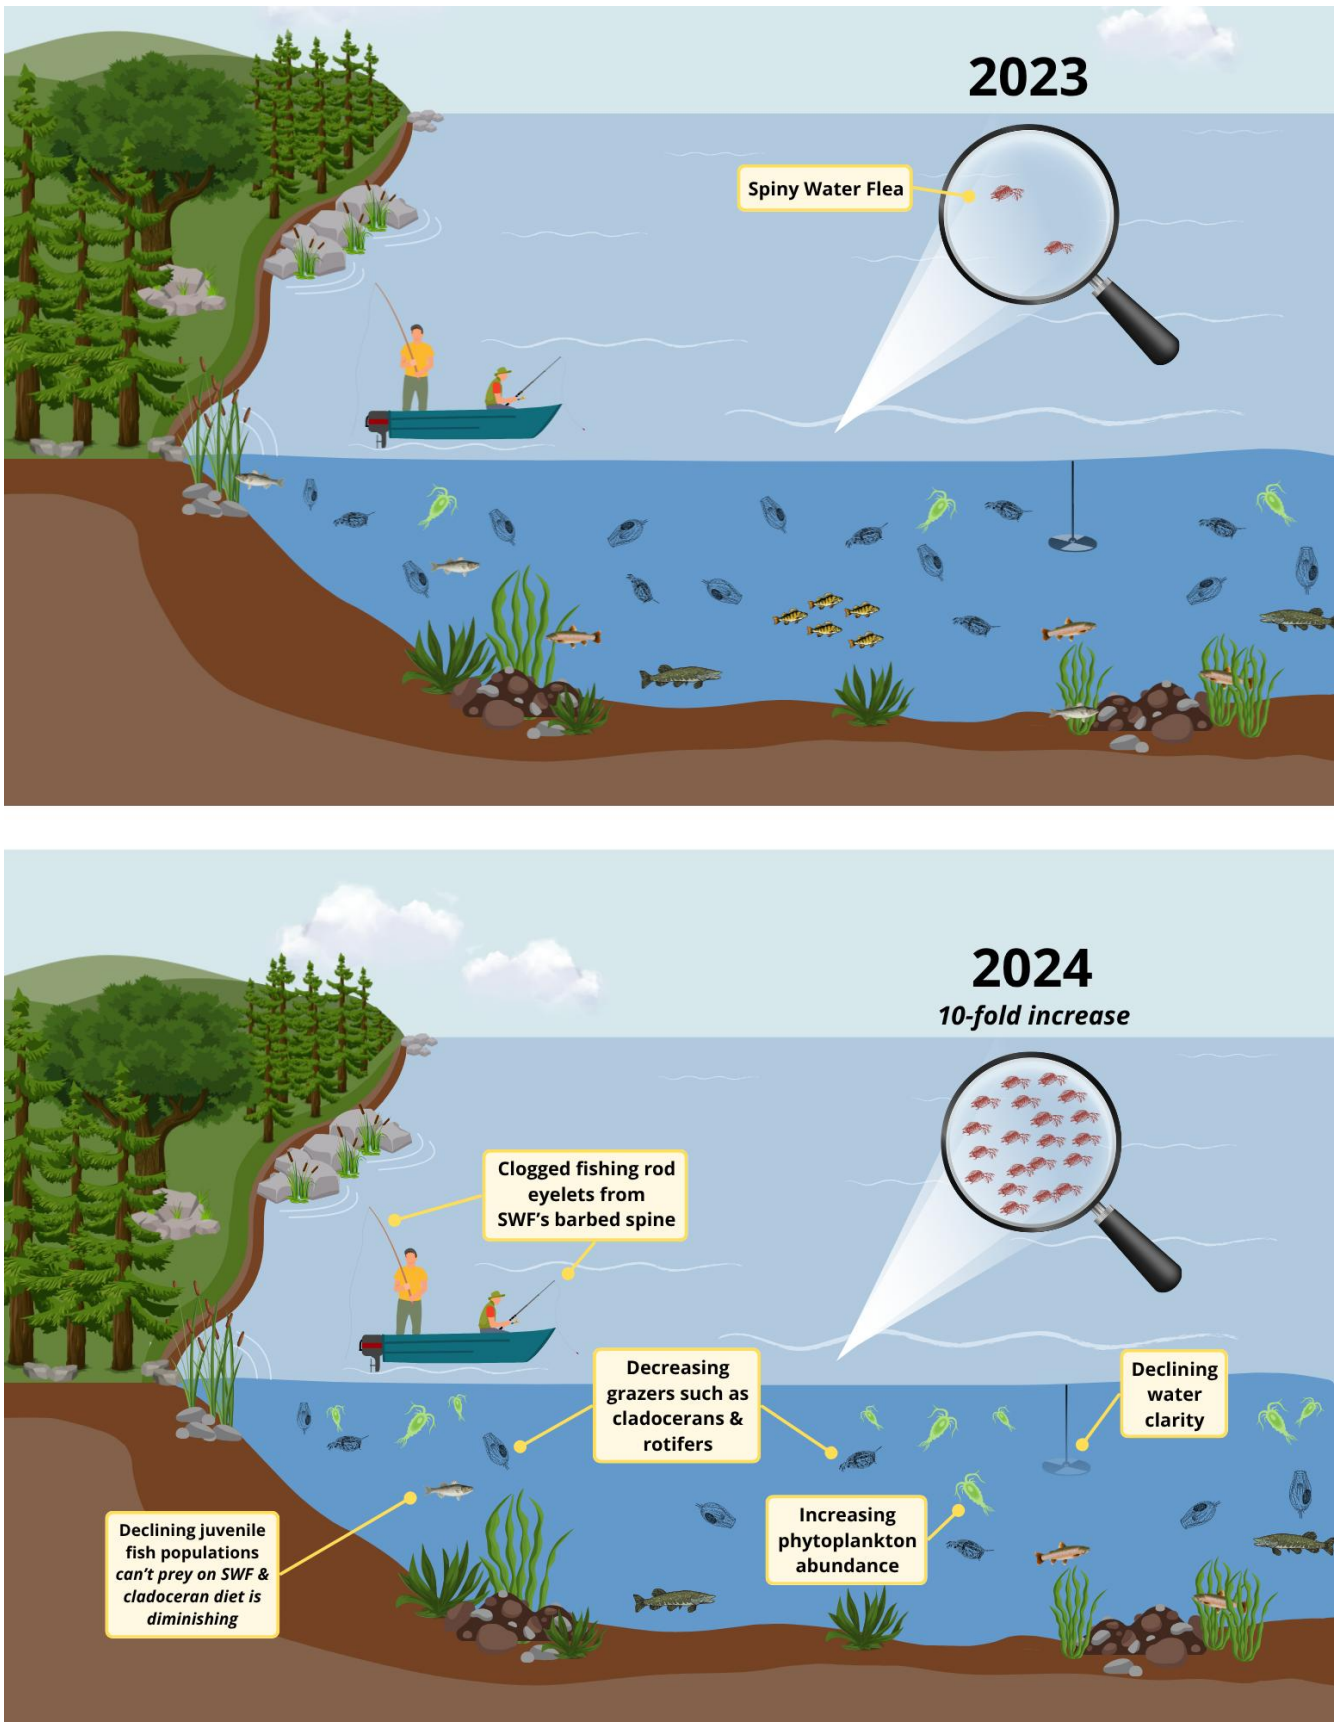 2023
Spiny Water Flea
2024
10-fold increase
Clogged fishing rod
eyelets from
SWF's barbed spine
Decreasing
grazers such as
cladocerans &
rotifers
Declining
water
clarity
Increasing
phytoplankton
abundance
Declining juvenile
fish populations
can't prey on SWF &
cladoceran diet is
diminishing